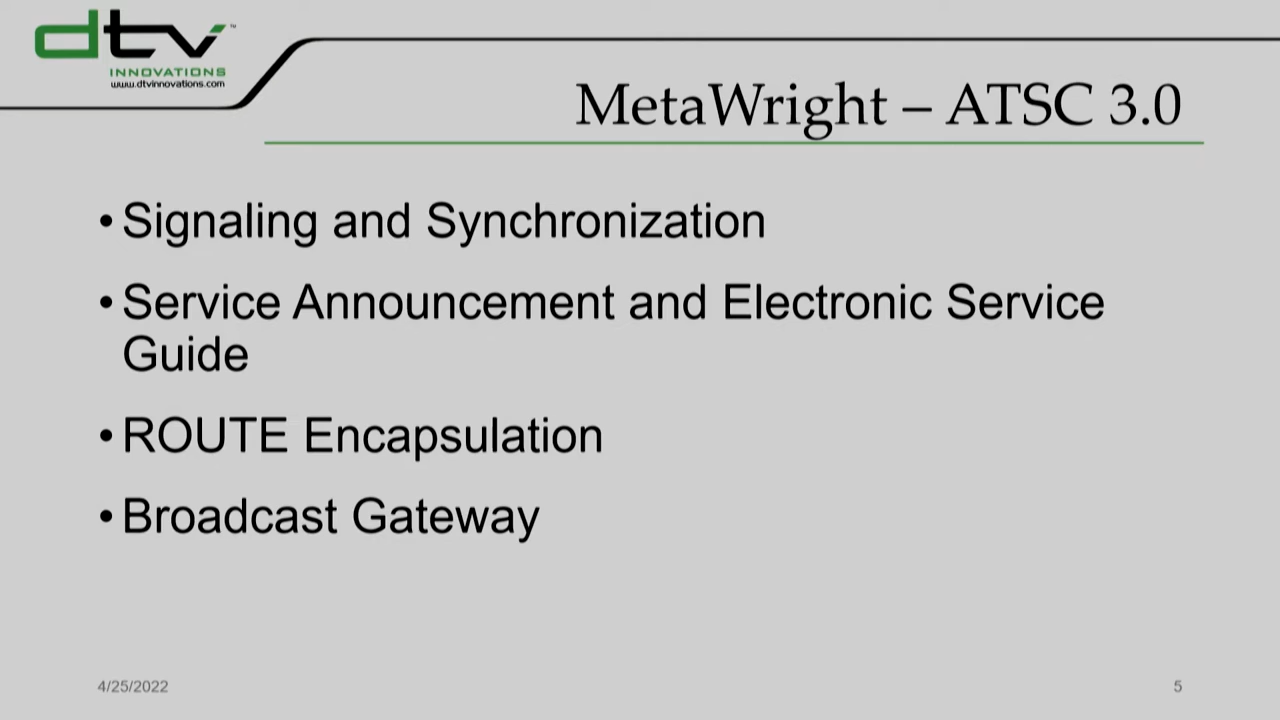 dtv™
INNOVATIONS
www.dtvinnovations.com
MetaWright – ATSC 3.0
• Signaling and Synchronization
• Service Announcement and Electronic Service
Guide
• ROUTE Encapsulation
• Broadcast Gateway
4/25/2022
5